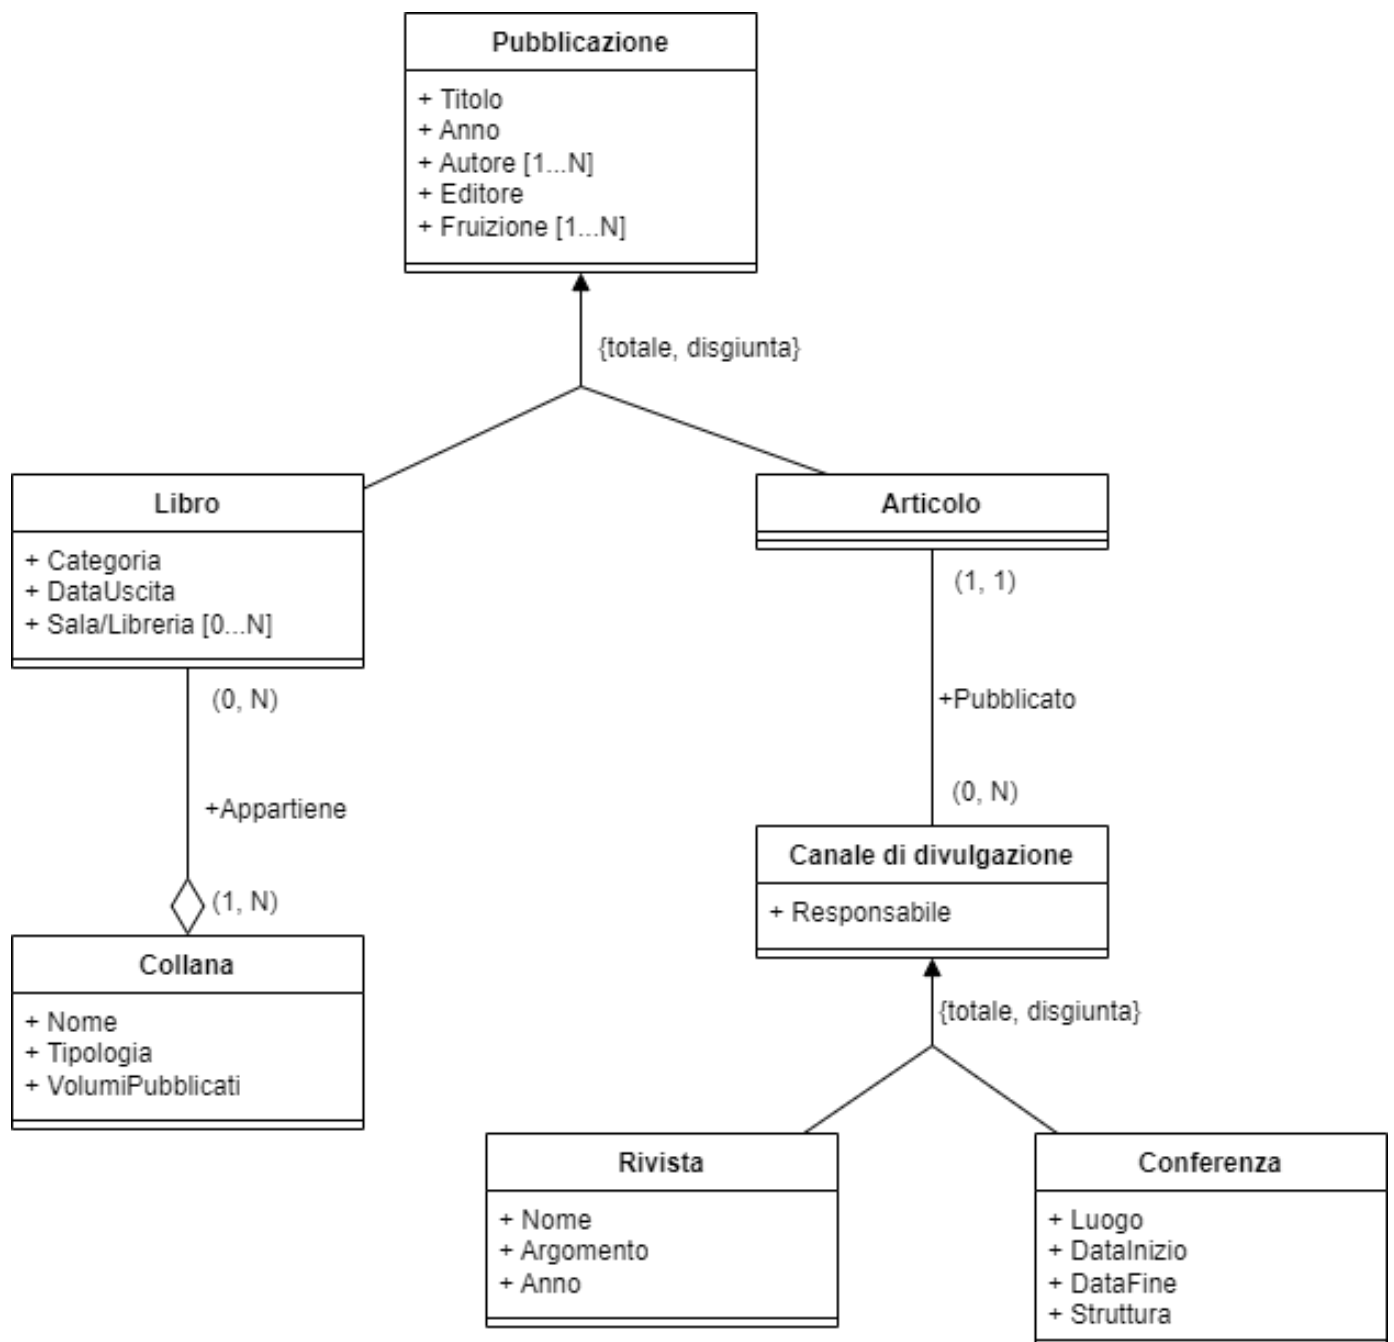 Pubblicazione
+ Titolo
+ Anno
+ Autore [1...N]
+ Editore
+ Fruizione [1...N]
{totale, disgiunta}
Libro
+ Categoria
+ DataUscita
+ Sala/Libreria [0...N]
Articolo
(1, 1)
(0, N)
+Pubblicato
(0, N)
+Appartiene
Canale di divulgazione
+ Responsabile
(1, N)
Collana
+ Nome
+ Tipologia
+ VolumiPubblicati
{totale, disgiunta}
Rivista
+ Nome
+ Argomento
+ Anno
Conferenza
+ Luogo
+ DataInizio
+ DataFine
+ Struttura